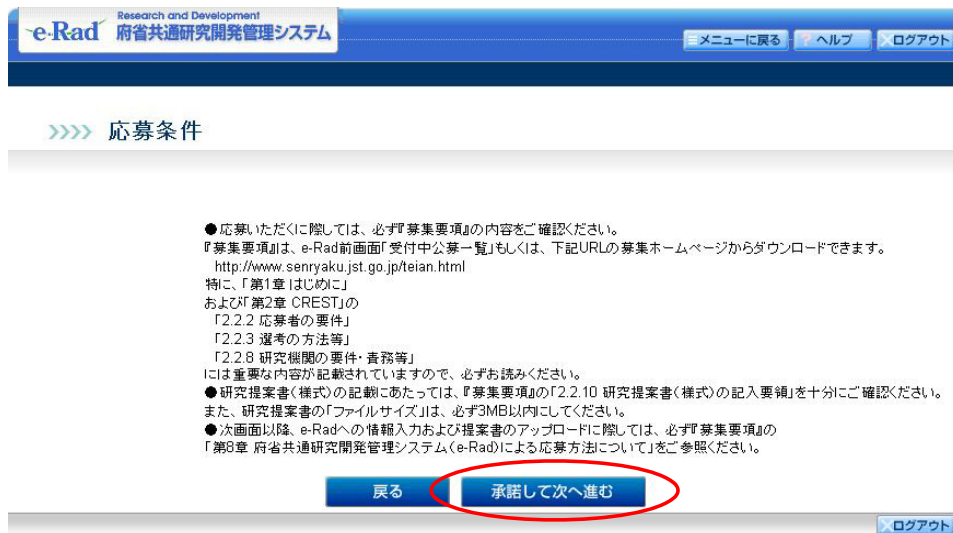 e-Rad
Research and Development
府省共通研究開発管理システム
メニューに戻る
? ヘルプ
ログアウト
>>>> 応募条件
●応募いただくに際しては、必ず『募集要項』の内容をご確認ください。
『募集要項』は、e-Rad前画面「受付中公募一覧」もしくは、下記URLの募集ホームページからダウンロードできます。
http://www.senryaku.jst.go.jp/teian.html
特に、「第1章 はじめに」
および「第2章 CREST」の
「2.2.2 応募者の要件」
「2.2.3 選考の方法等」
「2.2.8 研究機関の要件・責務等」
には重要な内容が記載されていますので、必ずお読みください。
●研究提案書(様式)の記載にあたっては、『募集要項』の「2.2.10 研究提案書(様式)の記入要領」を十分にご確認ください。
また、研究提案書の「ファイルサイズ」は、必ず3MB以内にしてください。
●次画面以降、e-Radへの情報入力および提案書のアップロードに際しては、必ず『募集要項』の
「第8章 府省共通研究開発管理システム(e-Rad)による応募方法について」をご参照ください。
戻る
承諾して次へ進む
ログアウト